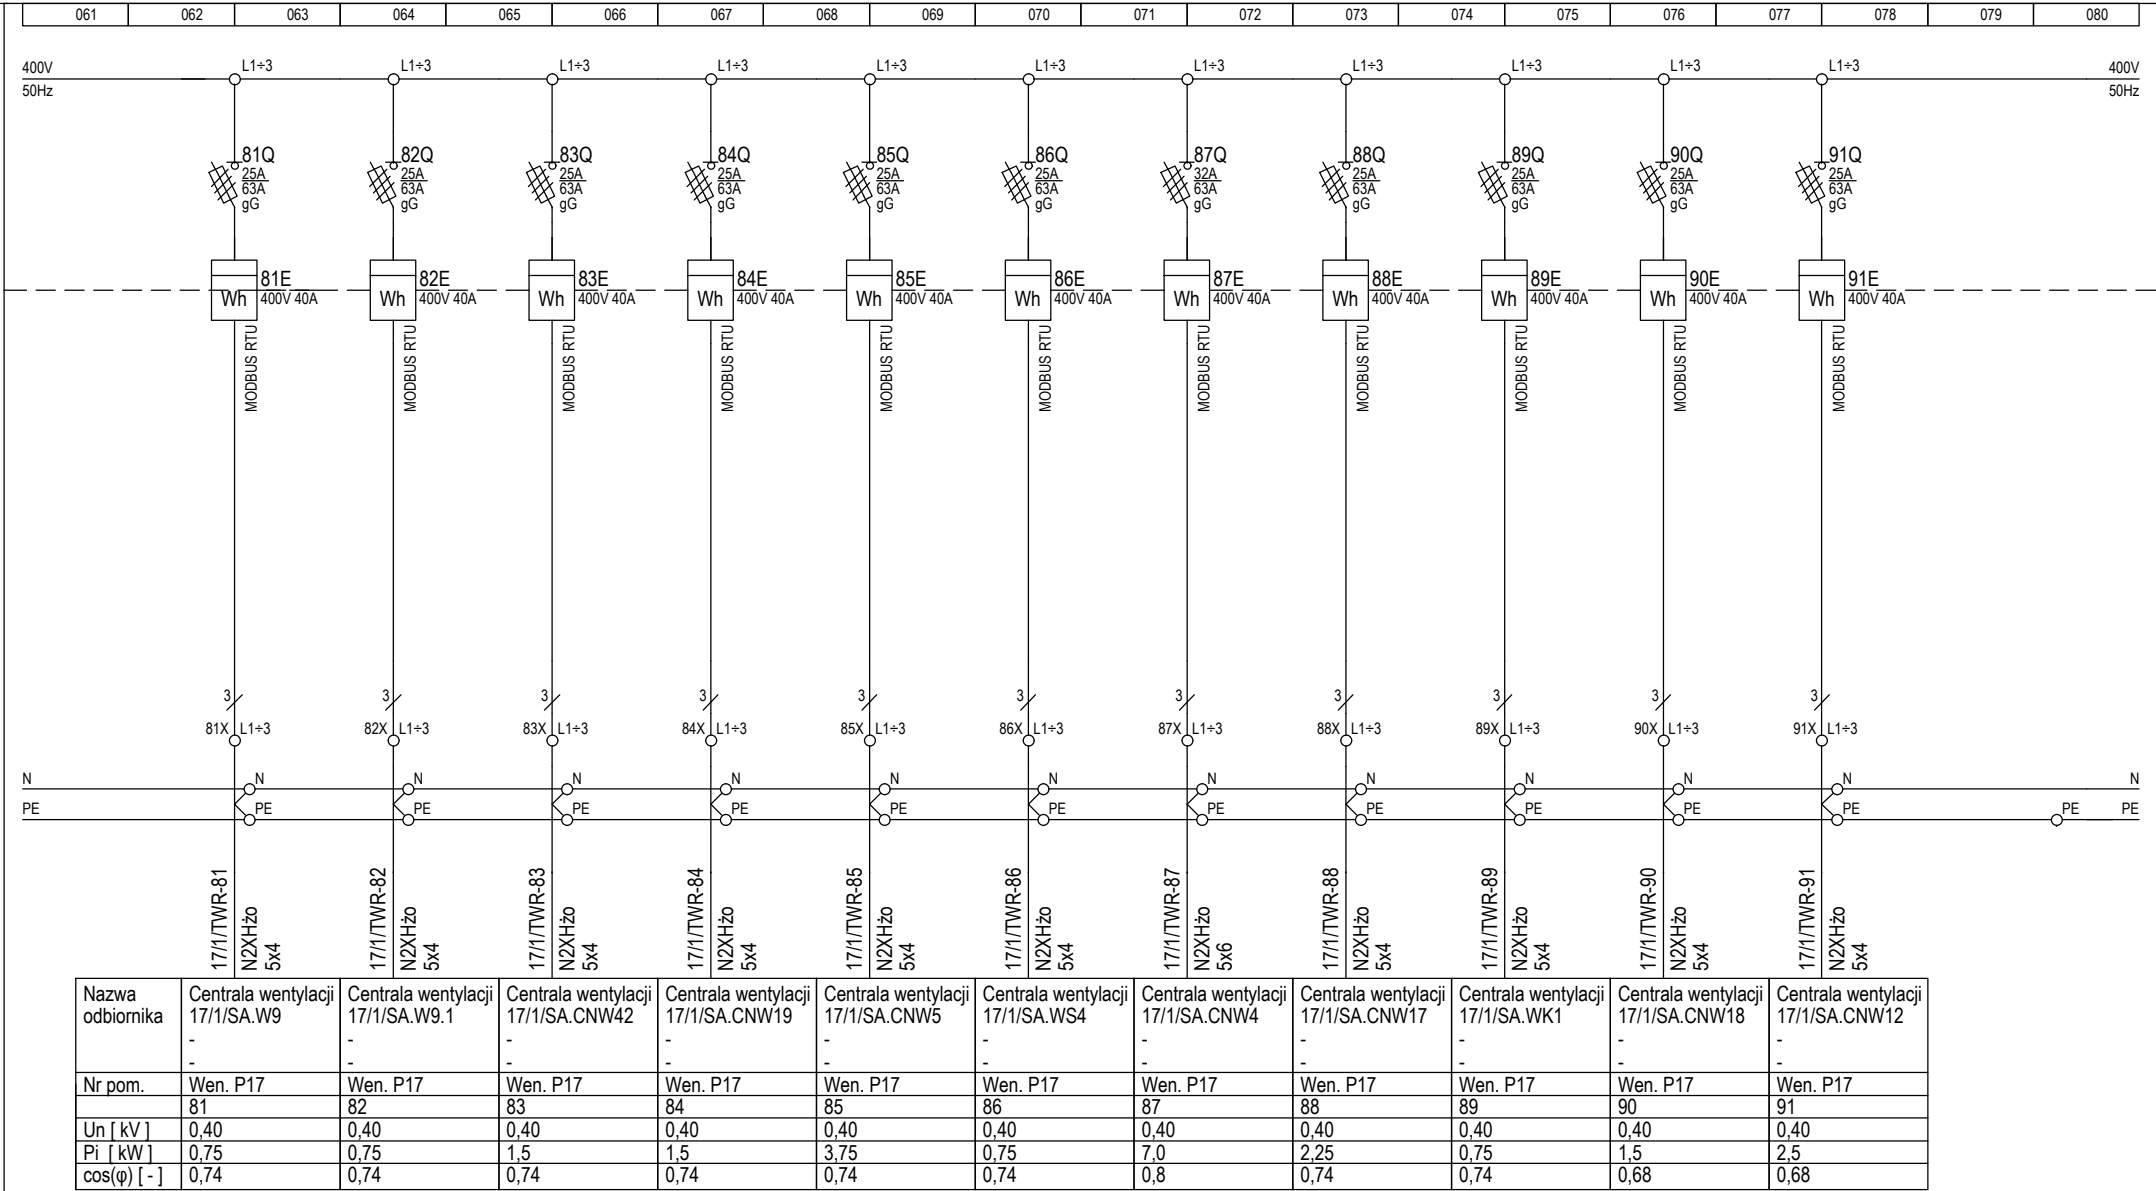 061 062 063 064 065 066 067 068 069 070 071 072 073 074 075 076 077 078 079 080
400V L1÷3 L1÷3 L1÷3 L1÷3 L1÷3 L1÷3 L1÷3 L1÷3 L1÷3 L1÷3 L1÷3 400V
50Hz 50Hz
81Q 82Q 83Q 84Q 85Q 86Q 87Q 88Q 89Q 90Q 91Q
25A 25A 25A 25A 25A 25A 32A 25A 25A 25A 25A
63A 63A 63A 63A 63A 63A 63A 63A 63A 63A 63A
gG gG gG gG gG gG gG gG gG gG gG
81E 82E 83E 84E 85E 86E 87E 88E 89E 90E 91E
Wh 400V 40A Wh 400V 40A Wh 400V 40A Wh 400V 40A Wh 400V 40A Wh 400V 40A Wh 400V 40A Wh 400V 40A Wh 400V 40A Wh 400V 40A Wh 400V 40A
MODBUS RTU MODBUS RTU MODBUS RTU MODBUS RTU MODBUS RTU MODBUS RTU MODBUS RTU MODBUS RTU MODBUS RTU MODBUS RTU MODBUS RTU
3 3 3 3 3 3 3 3 3 3 3
81X L1÷3 82X L1÷3 83X L1÷3 84X L1÷3 85X L1÷3 86X L1÷3 87X L1÷3 88X L1÷3 89X L1÷3 90X L1÷3 91X L1÷3
N N N N N N N N N N N N N
PE PE PE PE PE PE PE PE PE PE PE PE PE PE
17/1/TWR-81
N2XHżo
5x4
17/1/TWR-82
N2XHżo
5x4
17/1/TWR-83
N2XHżo
5x4
17/1/TWR-84
N2XHżo
5x4
17/1/TWR-85
N2XHżo
5x4
17/1/TWR-86
N2XHżo
5x4
17/1/TWR-87
N2XHżo
5x6
17/1/TWR-88
N2XHżo
5x4
17/1/TWR-89
N2XHżo
5x4
17/1/TWR-90
N2XHżo
5x4
17/1/TWR-91
N2XHżo
5x4
Nazwa Centrala wentylacji Centrala wentylacji Centrala wentylacji Centrala wentylacji Centrala wentylacji Centrala wentylacji Centrala wentylacji Centrala wentylacji Centrala wentylacji Centrala wentylacji Centrala wentylacji
odbiornika 17/1/SA.W9 17/1/SA.W9.1 17/1/SA.CNW42 17/1/SA.CNW19 17/1/SA.CNW5 17/1/SA.WS4 17/1/SA.CNW4 17/1/SA.CNW17 17/1/SA.WK1 17/1/SA.CNW18 17/1/SA.CNW12
- - - - - - - - - - -
- - - - - - - - - - -
Nr pom. Wen. P17 Wen. P17 Wen. P17 Wen. P17 Wen. P17 Wen. P17 Wen. P17 Wen. P17 Wen. P17 Wen. P17 Wen. P17
81 82 83 84 85 86 87 88 89 90 91
Un [ kV ] 0,40 0,40 0,40 0,40 0,40 0,40 0,40 0,40 0,40 0,40 0,40
Pi [ kW ] 0,75 0,75 1,5 1,5 3,75 0,75 7,0 2,25 0,75 1,5 2,5
cos(φ) [ - ] 0,74 0,74 0,74 0,74 0,74 0,74 0,8 0,74 0,74 0,68 0,68